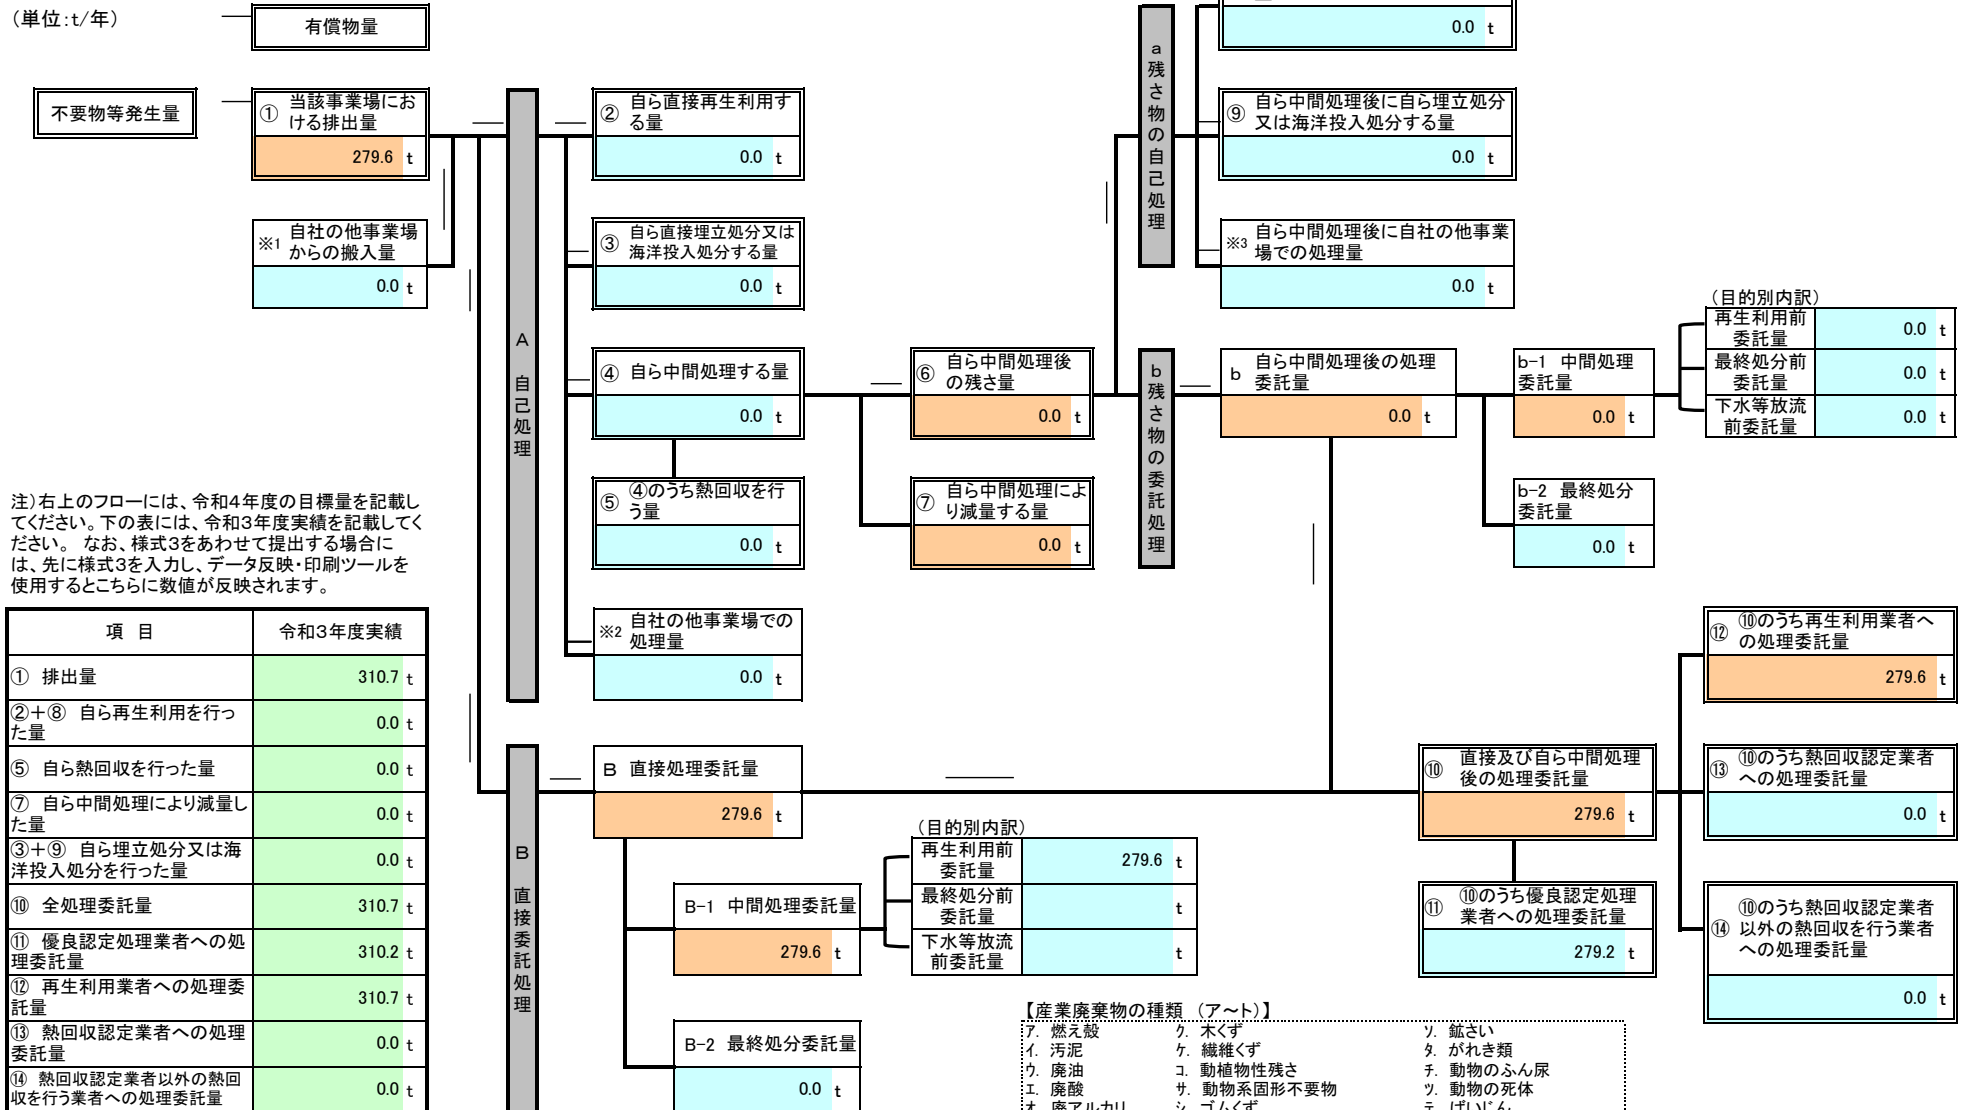 (単位:t/年)
有償物量
不要物等発生量
① 当該事業場にお
ける排出量
279.6 t
※1 自社の他事業場
からの搬入量
0.0 t
A 自己処理
② 自ら直接再生利用す
る量
0.0 t
③ 自ら直接埋立処分又は
海洋投入処分する量
0.0 t
④ 自ら中間処理する量
0.0 t
⑤ ④のうち熱回収を行
う量
0.0 t
※2 自社の他事業場での
処理量
0.0 t
⑥ 自ら中間処理後
の残さ量
0.0 t
⑦ 自ら中間処理によ
り減量する量
0.0 t
a残さ物の自己処理
0.0 t
⑨ 自ら中間処理後に自ら埋立処分
又は海洋投入処分する量
0.0 t
※3 自ら中間処理後に自社の他事業
場での処理量
0.0 t
b残さ物の委託処理
b 自ら中間処理後の処理
委託量
0.0 t
b-1 中間処理
委託量
0.0 t
b-2 最終処分
委託量
0.0 t
(目的別内訳)
再生利用前
委託量
0.0 t
最終処分前
委託量
0.0 t
下水等放流
前委託量
0.0 t
注)右上のフローには、令和4年度の目標量を記載し
てください。下の表には、令和3年度実績を記載してく
ださい。 なお、様式3をあわせて提出する場合に
は、先に様式3を入力し、データ反映・印刷ツールを
使用するとこちらに数値が反映されます。
項 目 令和3年度実績
① 排出量 310.7 t
②+⑧ 自ら再生利用を行っ
た量 0.0 t
⑤ 自ら熱回収を行った量 0.0 t
⑦ 自ら中間処理により減量し
た量 0.0 t
③+⑨ 自ら埋立処分又は海
洋投入処分を行った量 0.0 t
⑩ 全処理委託量 310.7 t
⑪ 優良認定処理業者への処
理委託量 310.2 t
⑫ 再生利用業者への処理委
託量 310.7 t
⑬ 熱回収認定業者への処理
委託量 0.0 t
⑭ 熱回収認定業者以外の熱回
収を行う業者への処理委託量 0.0 t
B 直接委託処理
B 直接処理委託量
279.6 t
B-1 中間処理委託量
279.6 t
B-2 最終処分委託量
0.0 t
(目的別内訳)
再生利用前
委託量
279.6 t
最終処分前
委託量
t
下水等放流
前委託量
t
⑩ 直接及び自ら中間処理
後の処理委託量
279.6 t
⑪ ⑩のうち優良認定処理
業者への処理委託量
279.2 t
⑫ ⑩のうち再生利用業者へ
の処理委託量
279.6 t
⑬ ⑩のうち熱回収認定業者
への処理委託量
0.0 t
⑭ ⑩のうち熱回収認定業者
以外の熱回収を行う業者
への処理委託量
0.0 t
【産業廃棄物の種類 (ア~ト)】
ア. 燃え殻 ク. 木くず ソ. 鉱さい
イ. 汚泥 ケ. 繊維くず タ. がれき類
ウ. 廃油 コ. 動植物性残さ チ. 動物のふん尿
エ. 廃酸 サ. 動物系固形不要物 ツ. 動物の死体
オ. 廃アルカリ シ. ゴムくず テ. ばいじん